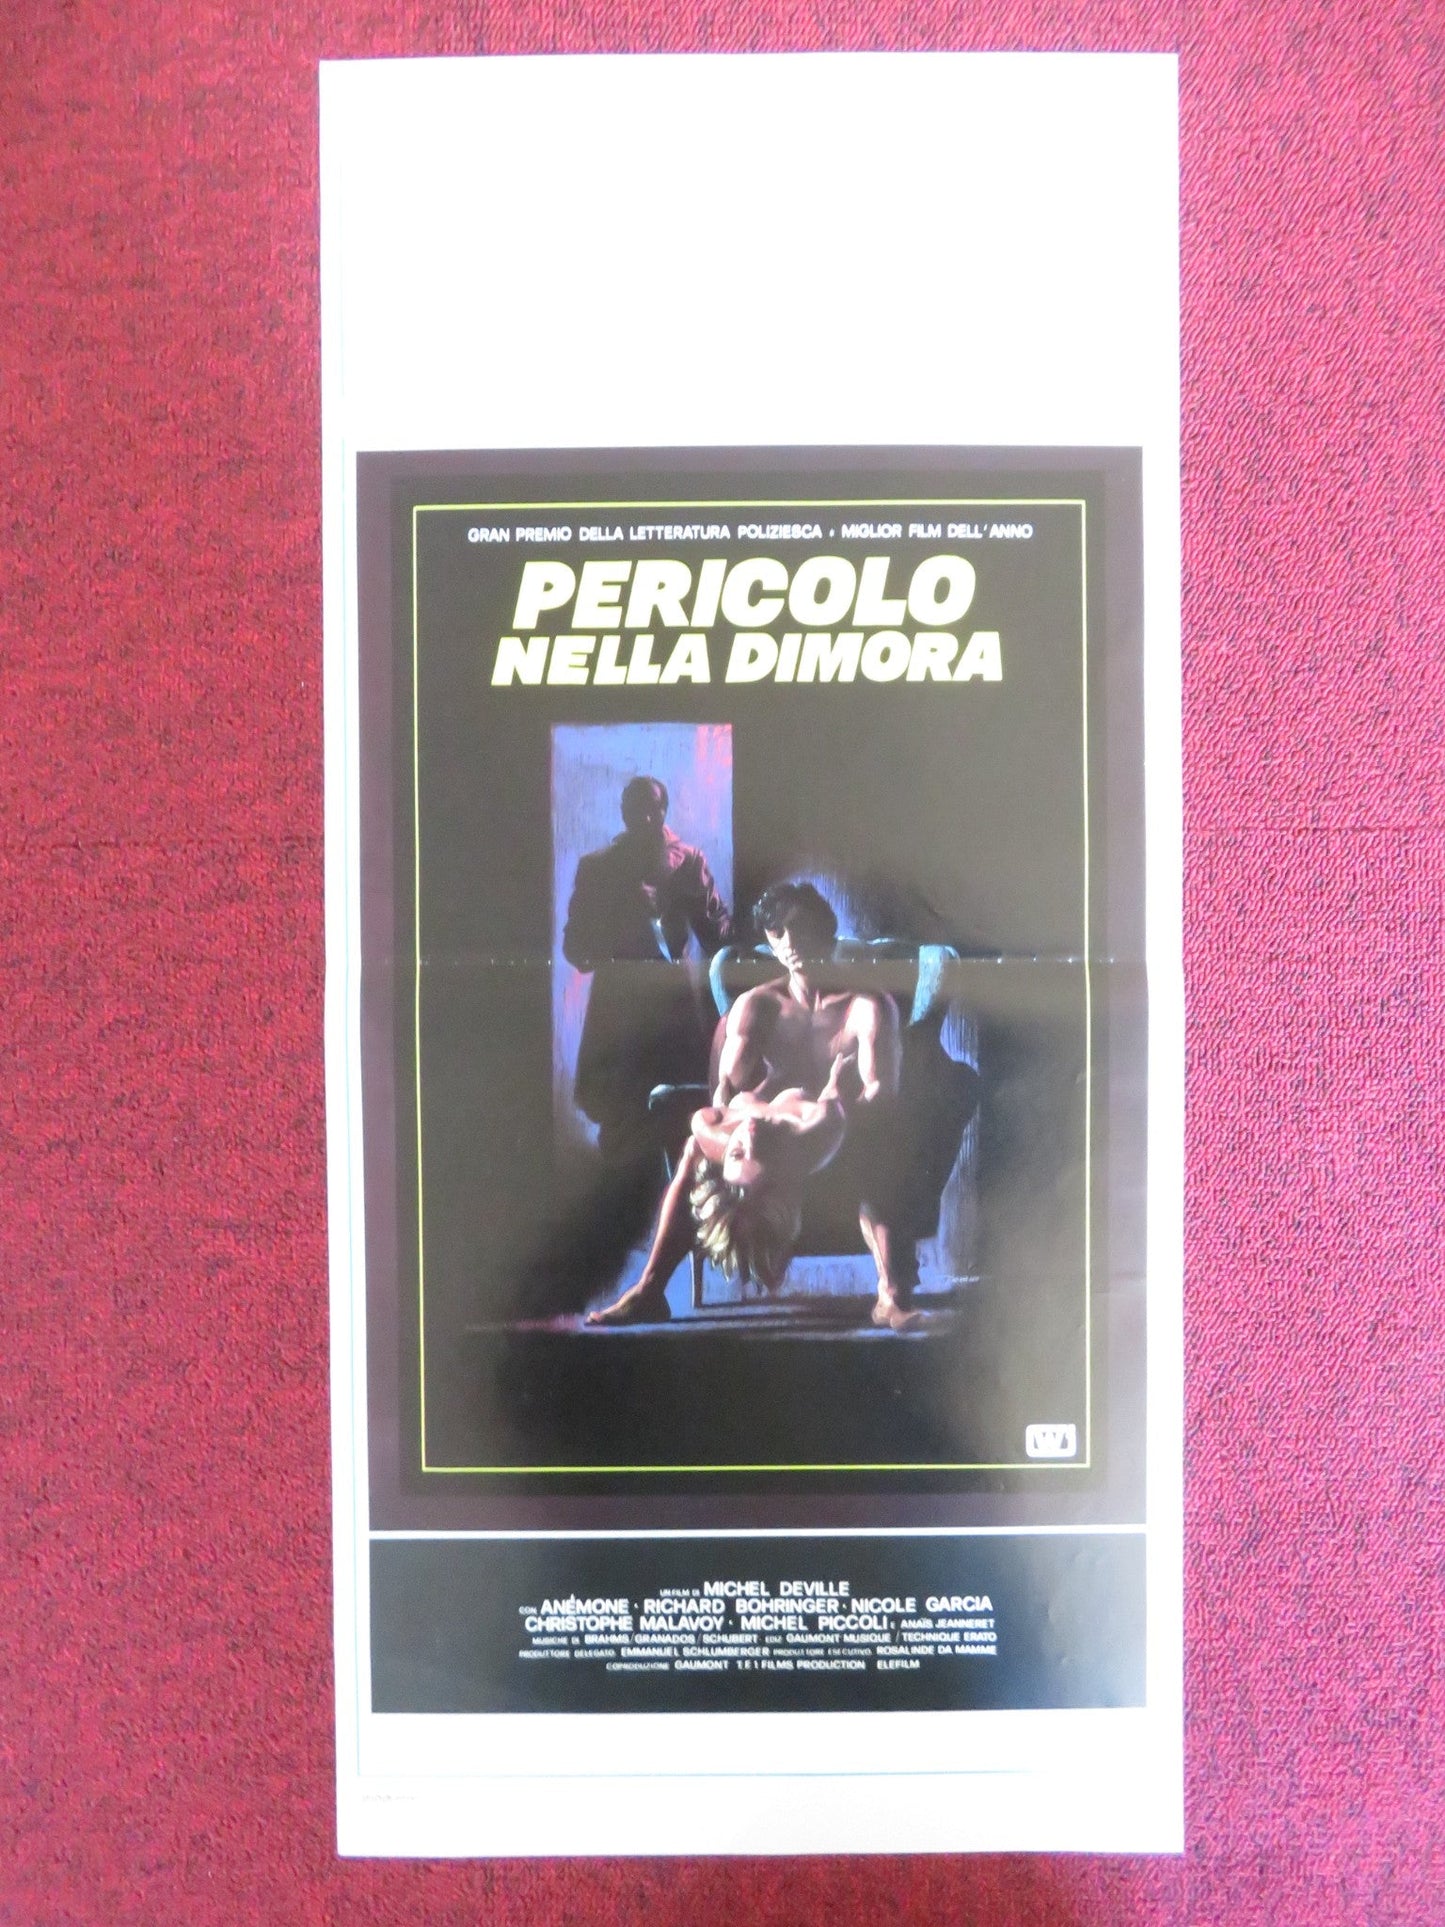 GRAN PREMIO DELLA LETTERATURA POLIZIESCA • MIGLIOR FILM DELL'ANNO
PERICOLO
NELLA DIMORA
UN FILM DI MICHEL DEVILLE
CON ANÉMONE · RICHARD BOHRINGER · NICOLE GARCIA
CHRISTOPHE MALAVOY · MICHEL PICCOLI E ANAÏS JEANNERET
MUSICHE DI BRAHMS/GRANADOS/SCHUBERT EDIZ GAUMONT MUSIQUE / TECHNIQUE ERATO
PRODUTTORE DELEGATO EMMANUEL SCHLUMBERGER PRODUTTORE ESECUTIVO ROSALINDE DA MAMME
COPRODUZIONE GAUMONT T.F.1 FILMS PRODUCTION ELEFILM